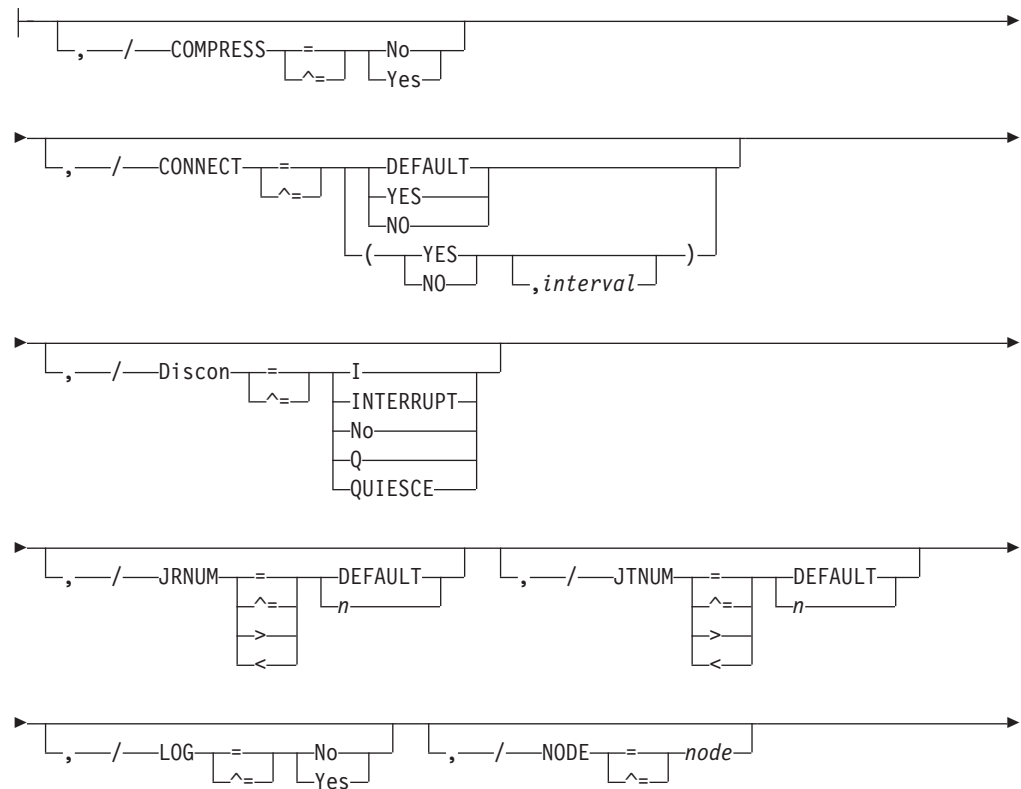 , / COMPRESS = No
^= Yes
, / CONNECT = DEFAULT
^= YES
NO
( YES )
NO ,interval
, / Discon = I
^= INTERRUPT
No
Q
QUIESCE
, / JRNUM = DEFAULT , / JTNUM = DEFAULT
^= n ^= n
> >
< <
, / LOG = No , / NODE = node
^= Yes ^=